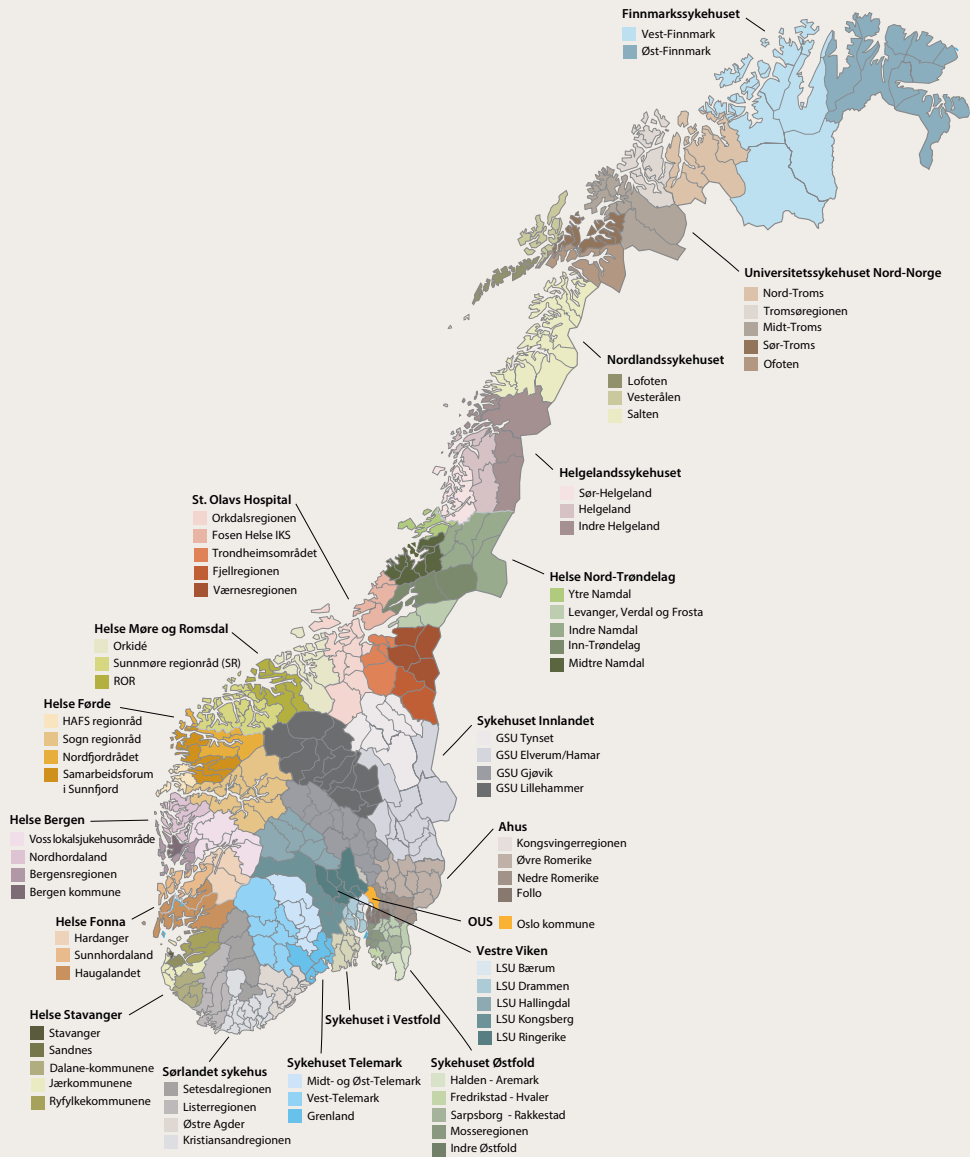 Finnmarkssykehuset
Vest-Finnmark
Øst-Finnmark
Universitetssykehuset Nord-Norge
Nord-Troms
Tromsøregionen
Midt-Troms
Sør-Troms
Ofoten
Nordlandssykehuset
Lofoten
Vesterålen
Salten
Helgelandssykehuset
Sør-Helgeland
Helgeland
Indre Helgeland
St. Olavs Hospital
Orkdalsregionen
Fosen Helse IKS
Trondheimsområdet
Fjellregionen
Værnesregionen
Helse Nord-Trøndelag
Ytre Namdal
Levanger, Verdal og Frosta
Indre Namdal
Inn-Trøndelag
Midtre Namdal
Helse Møre og Romsdal
Orkidé
Sunnmøre regionråd (SR)
ROR
Helse Førde
HAFS regionråd
Sogn regionråd
Nordfjordrådet
Samarbeidsforum
i Sunnfjord
Sykehuset Innlandet
GSU Tynset
GSU Elverum/Hamar
GSU Gjøvik
GSU Lillehammer
Helse Bergen
Voss lokalsjukehusområde
Nordhordaland
Bergensregionen
Bergen kommune
Ahus
Kongsvingerregionen
Øvre Romerike
Nedre Romerike
Follo
OUS
Oslo kommune
Helse Fonna
Hardanger
Sunnhordaland
Haugalandet
Vestre Viken
LSU Bærum
LSU Drammen
LSU Hallingdal
LSU Kongsberg
LSU Ringerike
Helse Stavanger
Stavanger
Sandnes
Dalane-kommunene
Jærkommunene
Ryfylkekommunene
Sykehuset i Vestfold
Sørlandet sykehus
Setesdalregionen
Listerregionen
Østre Agder
Kristiansandregionen
Sykehuset Telemark
Midt- og Øst-Telemark
Vest-Telemark
Grenland
Sykehuset Østfold
Halden - Aremark
Fredrikstad - Hvaler
Sarpsborg - Rakkestad
Mosseregionen
Indre Østfold